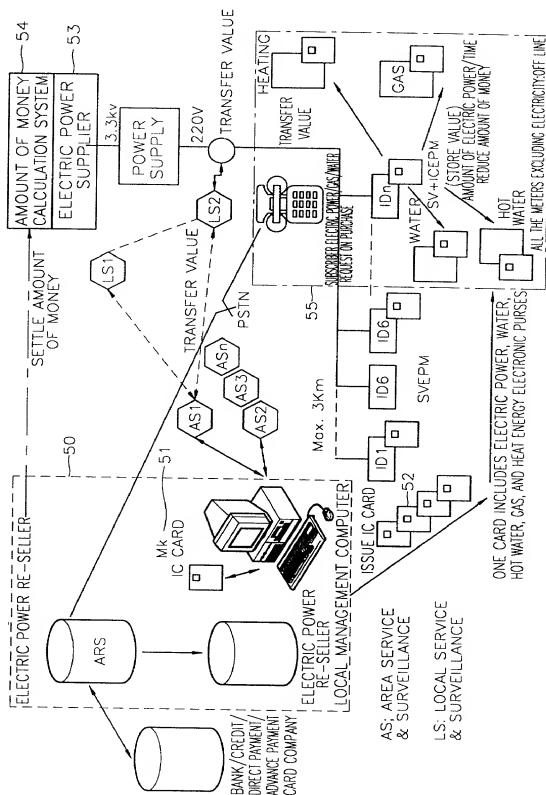 54
AMOUNT OF MONEY
CALCULATION SYSTEM
53
ELECTRIC POWER
SUPPLIER
3.3kv
POWER
SUPPLY
220V
TRANSFER VALUE
SETTLE AMOUNT
OF MONEY
LS1
LS2
TRANSFER VALUE
PSTN
AS1
ASn
AS3
AS2
50
51
ELECTRIC POWER RE-SELLER
ARS
Mk
IC CARD
ELECTRIC POWER
RE-SELLER
LOCAL MANAGEMENT COMPUTER
BANK/CREDIT/
DIRECT PAYMENT/
ADVANCE PAYMENT
CARD COMPANY
55
SUBSCRIBER ELECTRIC POWER/GAS/WATER
REQUEST ON PURCHASE
TRANSFER
VALUE
HEATING
GAS
IDn
SV+ICEPM
(STORE VALUE)
AMOUNT OF ELECTRIC POWER/TIME
REDUCE AMOUNT OF MONEY
WATER
HOT
WATER
ALL THE METERS EXCLUDING ELECTRICITY:OFF LINE
Max. 3Km
ID1
ID6
ID6
SVEPM
ISSUE IC CARD
52
ONE CARD INCLUDES ELECTRIC POWER, WATER,
HOT WATER, GAS, AND HEAT ENERGY ELECTRONIC PURSES
AS; AREA SERVICE
& SURVEILLANCE
LS: LOCAL SERVICE
& SURVEILLANCE